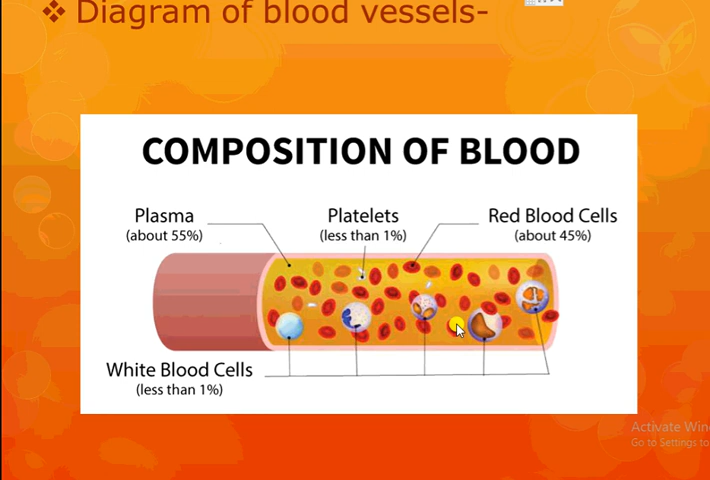 ❖ Diagram of blood vessels-
COMPOSITION OF BLOOD
Plasma
(about 55%)
Platelets
(less than 1%)
Red Blood Cells
(about 45%)
White Blood Cells
(less than 1%)
Activate Win
Go to Settings to